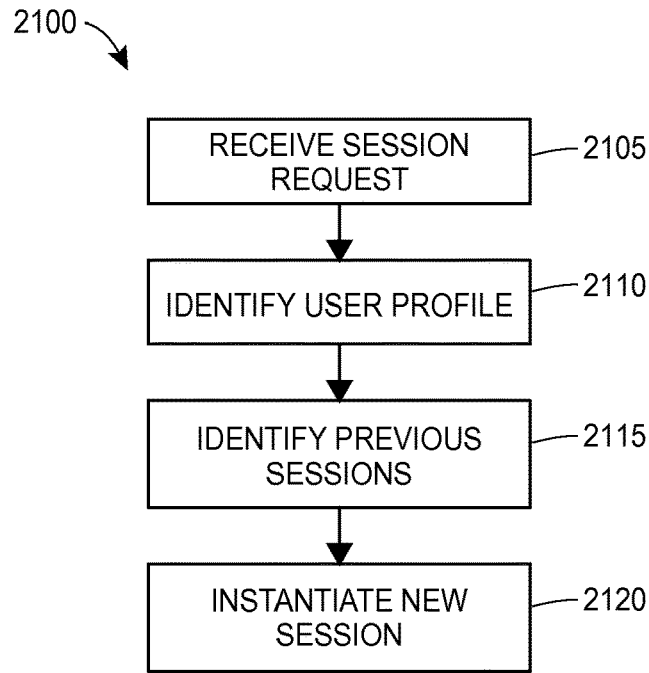 2100
RECEIVE SESSION
REQUEST
2105
IDENTIFY USER PROFILE
2110
IDENTIFY PREVIOUS
SESSIONS
2115
INSTANTIATE NEW
SESSION
2120